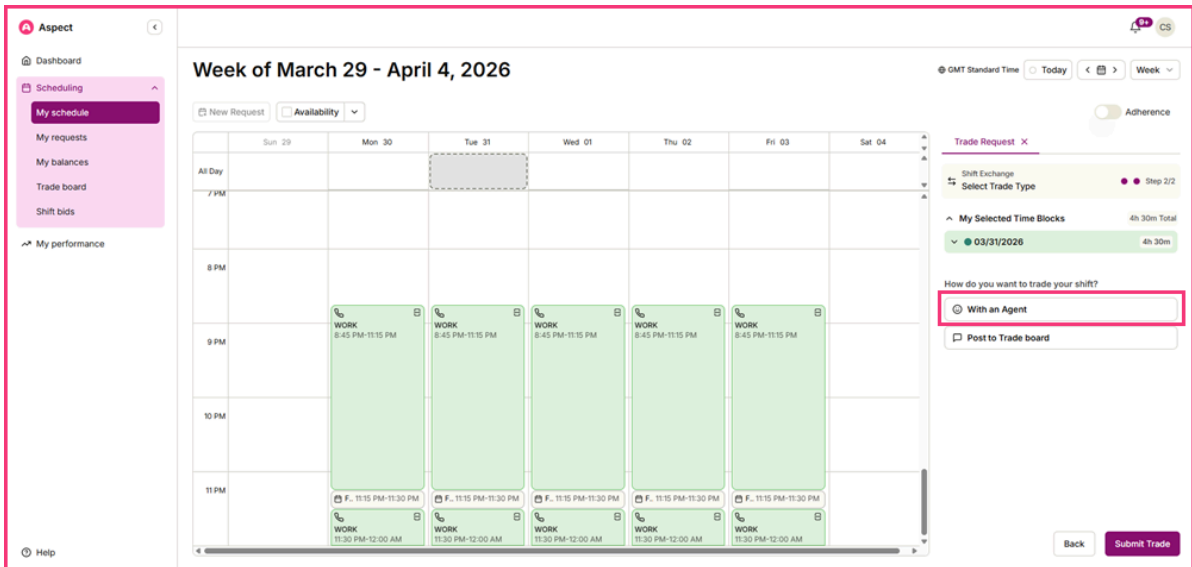 Aspect
9+
CS
Dashboard
Scheduling
My schedule
My requests
My balances
Trade board
Shift bids
My performance
Help
Week of March 29 - April 4, 2026
GMT Standard Time
Today
Week
New Request
Availability
Adherence
Sun 29 Mon 30 Tue 31 Wed 01 Thu 02 Fri 03 Sat 04
All Day
7 PM
8 PM
WORK WORK WORK WORK WORK
8:45 PM-11:15 PM 8:45 PM-11:15 PM 8:45 PM-11:15 PM 8:45 PM-11:15 PM 8:45 PM-11:15 PM
9 PM
10 PM
11 PM
F.. 11:15 PM-11:30 PM F.. 11:15 PM-11:30 PM F.. 11:15 PM-11:30 PM F.. 11:15 PM-11:30 PM F.. 11:15 PM-11:30 PM
WORK WORK WORK WORK WORK
11:30 PM-12:00 AM 11:30 PM-12:00 AM 11:30 PM-12:00 AM 11:30 PM-12:00 AM 11:30 PM-12:00 AM
Trade Request
Shift Exchange
Select Trade Type
Step 2/2
My Selected Time Blocks
4h 30m Total
03/31/2026
4h 30m
How do you want to trade your shift?
With an Agent
Post to Trade board
Back
Submit Trade